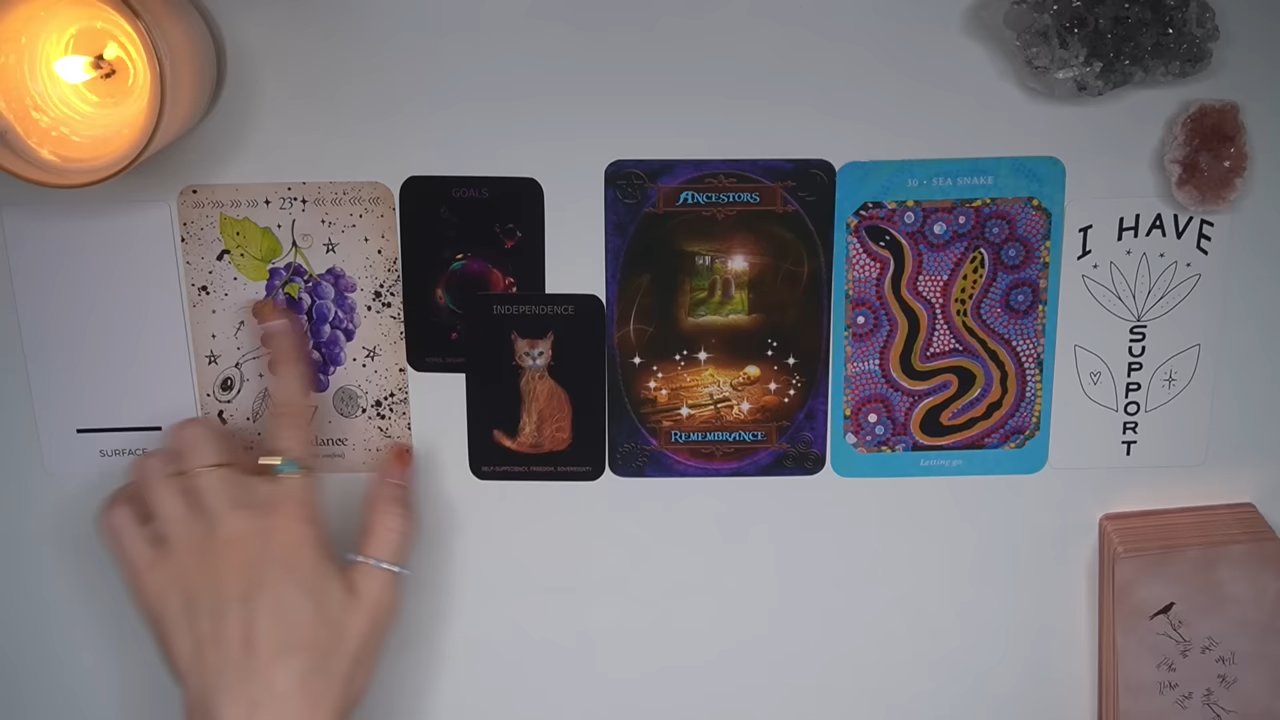 SURFACE
23
GOALS
INDEPENDENCE
SELF-SUFFICIENCY, FREEDOM, SOVEREIGNTY
ANCESTORS
REMEMBRANCE
30 • SEA SNAKE
Letting go
I HAVE
SUPPORT